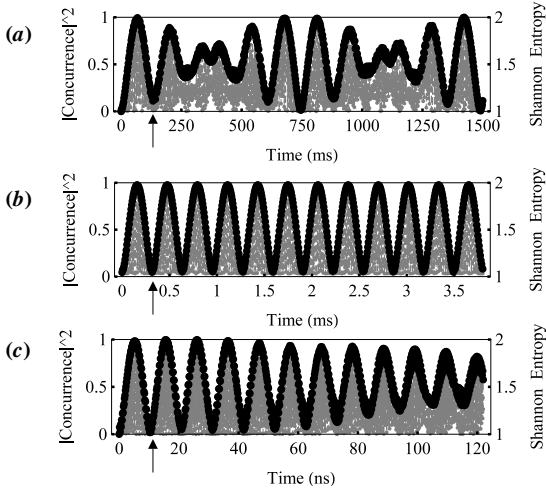 (a)
|Concurrence|^2
1
0.5
0
2
1.5
1
Shannon Entropy
0 250 500 750 1000 1250 1500
Time (ms)
(b)
|Concurrence|^2
1
0.5
0
2
1.5
1
Shannon Entropy
0 0.5 1 1.5 2 2.5 3 3.5
Time (ms)
(c)
|Concurrence|^2
1
0.5
0
2
1.5
1
Shannon Entropy
0 20 40 60 80 100 120
Time (ns)